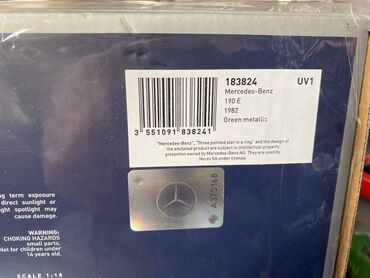 183824
UV1
Mercedes-Benz
190 E
1982
Green metallic
3 551091 838241
"Mercedes-Benz", "Three pointed star in a ring" and the design of
the enclosed product are subject to intellectual property
protection owned by Mercedes-Benz AG. They are used by
Norev SA under license.
A375168
ng term exposure
direct sunlight or
ght spotlight may
cause damage.
WARNING:
CHOKING HAZARDS
small parts.
Not for children under
14 years old.
SCALE 1:18